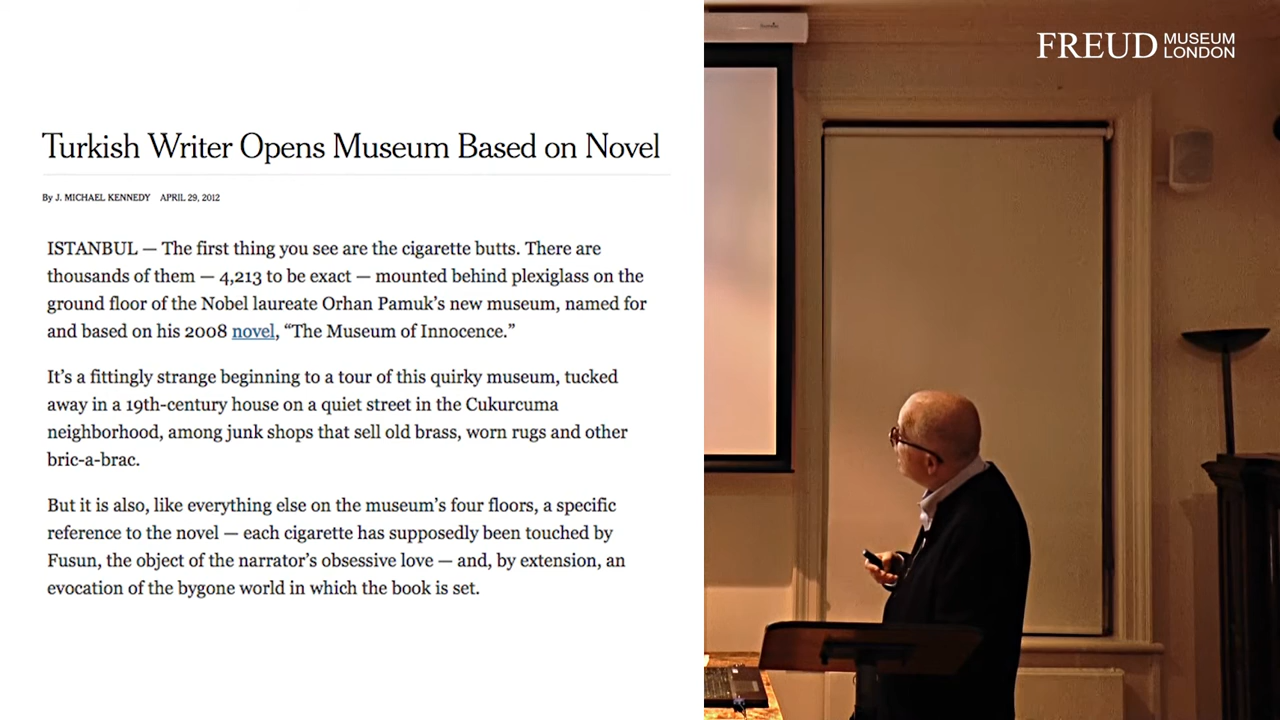 Turkish Writer Opens Museum Based on Novel
By J. MICHAEL KENNEDY APRIL 29, 2012
ISTANBUL — The first thing you see are the cigarette butts. There are
thousands of them — 4,213 to be exact — mounted behind plexiglass on the
ground floor of the Nobel laureate Orhan Pamuk's new museum, named for
and based on his 2008 novel, “The Museum of Innocence.”
It's a fittingly strange beginning to a tour of this quirky museum, tucked
away in a 19th-century house on a quiet street in the Cukurcuma
neighborhood, among junk shops that sell old brass, worn rugs and other
bric-a-brac.
But it is also, like everything else on the museum's four floors, a specific
reference to the novel — each cigarette has supposedly been touched by
Fusun, the object of the narrator's obsessive love — and, by extension, an
evocation of the bygone world in which the book is set.
FREUD MUSEUM
LONDON